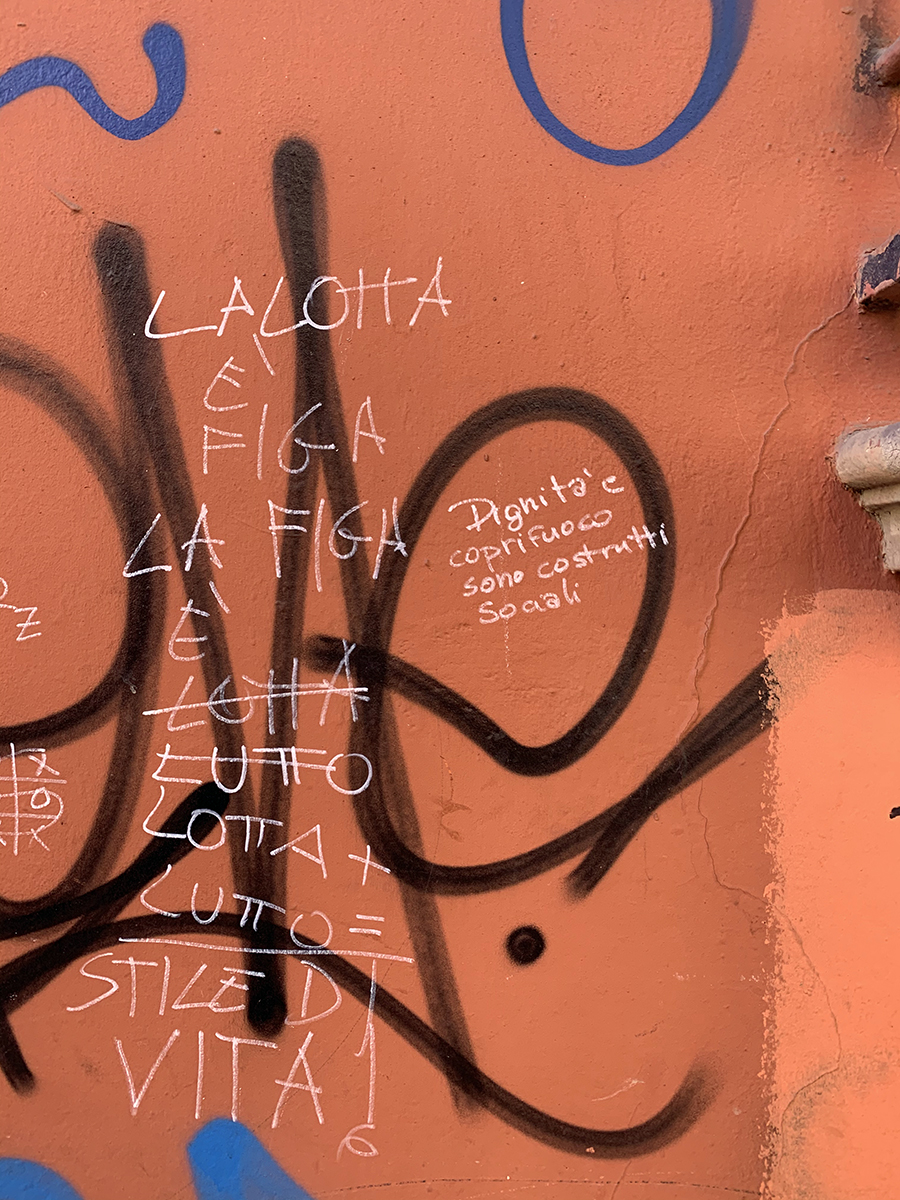 LA LOTTA
È
FIGA
LA FIGA
È
LOTTA
LUTTO
LOTTA +
LUTTO =
STILE DI
VITA!
Dignità e
coprifuoco
sono costrutti
sociali